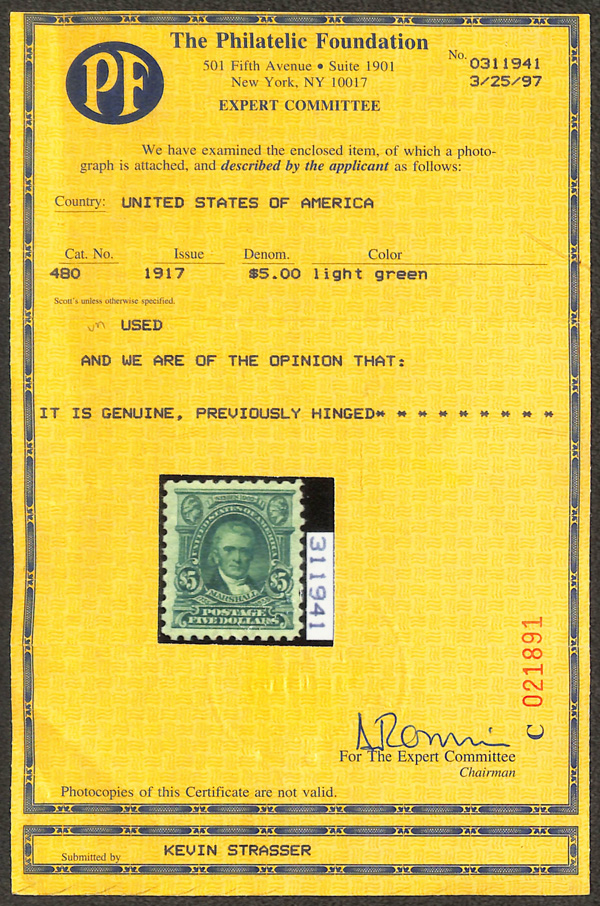 PF
The Philatelic Foundation
501 Fifth Avenue • Suite 1901
New York, NY 10017
EXPERT COMMITTEE
No. 0311941
3/25/97
We have examined the enclosed item, of which a photo-
graph is attached, and described by the applicant as follows:
Country: UNITED STATES OF AMERICA
Cat. No. Issue Denom. Color
480 1917 $5.00 light green
Scott's unless otherwise specified.
un USED
AND WE ARE OF THE OPINION THAT:
IT IS GENUINE, PREVIOUSLY HINGED* * * * * * * * *
SERIES 1902
UNITED STATES OF AMERICA
$5 $5
MARSHALL
POSTAGE
FIVE DOLLARS
311941
C 021891
For The Expert Committee
Chairman
Photocopies of this Certificate are not valid.
Submitted by KEVIN STRASSER